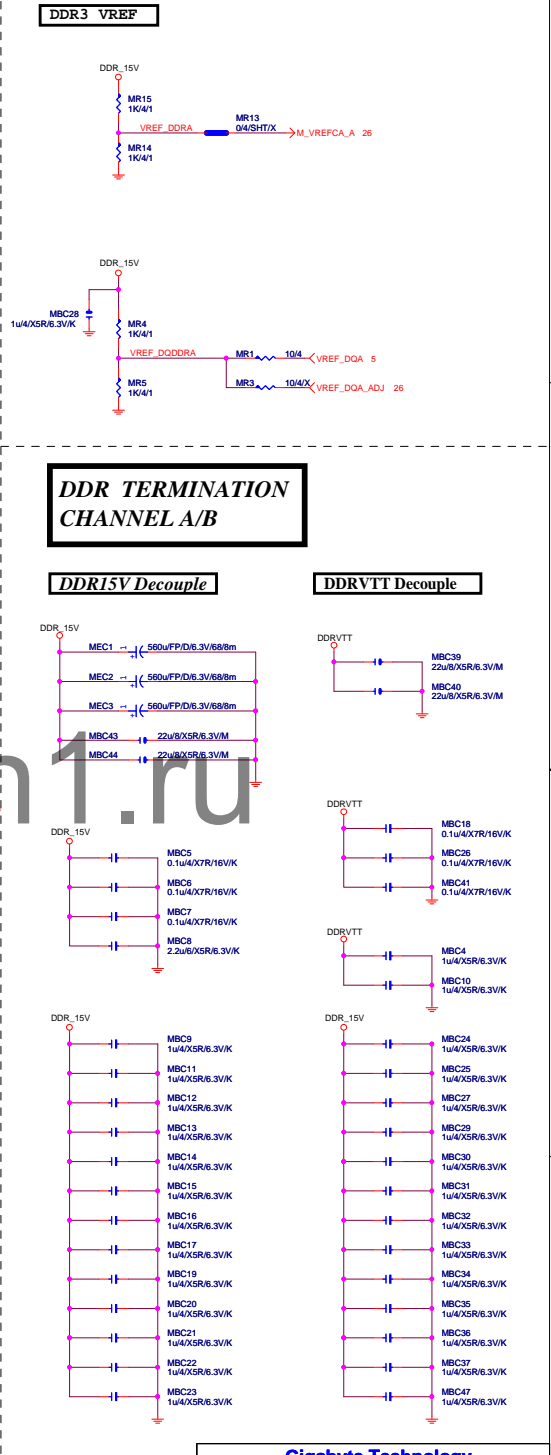 DDR3 VREF
DDR_15V
MR15
1K/4/1
VREF_DDRA
MR13
0/4/SHT/X
M_VREFCA_A 26
MR14
1K/4/1
DDR_15V
MBC28
1u/4/X5R/6.3V/K
MR4
1K/4/1
VREF_DQDDRA
MR1 10/4
VREF_DQA 5
MR5
1K/4/1
MR3 10/4/X
VREF_DQA_ADJ 26
DDR TERMINATION
CHANNEL A/B
DDR15V Decouple
DDR_15V
MEC1 1 + 560u/FP/D/6.3V/68/8m
MEC2 1 + 560u/FP/D/6.3V/68/8m
MEC3 1 + 560u/FP/D/6.3V/68/8m
MBC43 22u/8/X5R/6.3V/M
MBC44 22u/8/X5R/6.3V/M
DDRVTT Decouple
DDRVTT
MBC39
22u/8/X5R/6.3V/M
MBC40
22u/8/X5R/6.3V/M
n1.ru
DDR_15V
MBC5
0.1u/4/X7R/16V/K
MBC6
0.1u/4/X7R/16V/K
MBC7
0.1u/4/X7R/16V/K
MBC8
2.2u/6/X5R/6.3V/K
DDRVTT
MBC18
0.1u/4/X7R/16V/K
MBC26
0.1u/4/X7R/16V/K
MBC41
0.1u/4/X7R/16V/K
DDRVTT
MBC4
1u/4/X5R/6.3V/K
MBC10
1u/4/X5R/6.3V/K
DDR_15V
MBC9
1u/4/X5R/6.3V/K
MBC11
1u/4/X5R/6.3V/K
MBC12
1u/4/X5R/6.3V/K
MBC13
1u/4/X5R/6.3V/K
MBC14
1u/4/X5R/6.3V/K
MBC15
1u/4/X5R/6.3V/K
MBC16
1u/4/X5R/6.3V/K
MBC17
1u/4/X5R/6.3V/K
MBC19
1u/4/X5R/6.3V/K
MBC20
1u/4/X5R/6.3V/K
MBC21
1u/4/X5R/6.3V/K
MBC22
1u/4/X5R/6.3V/K
MBC23
1u/4/X5R/6.3V/K
DDR_15V
MBC24
1u/4/X5R/6.3V/K
MBC25
1u/4/X5R/6.3V/K
MBC27
1u/4/X5R/6.3V/K
MBC29
1u/4/X5R/6.3V/K
MBC30
1u/4/X5R/6.3V/K
MBC31
1u/4/X5R/6.3V/K
MBC32
1u/4/X5R/6.3V/K
MBC33
1u/4/X5R/6.3V/K
MBC34
1u/4/X5R/6.3V/K
MBC35
1u/4/X5R/6.3V/K
MBC36
1u/4/X5R/6.3V/K
MBC37
1u/4/X5R/6.3V/K
MBC47
1u/4/X5R/6.3V/K
Gigabyte Technology